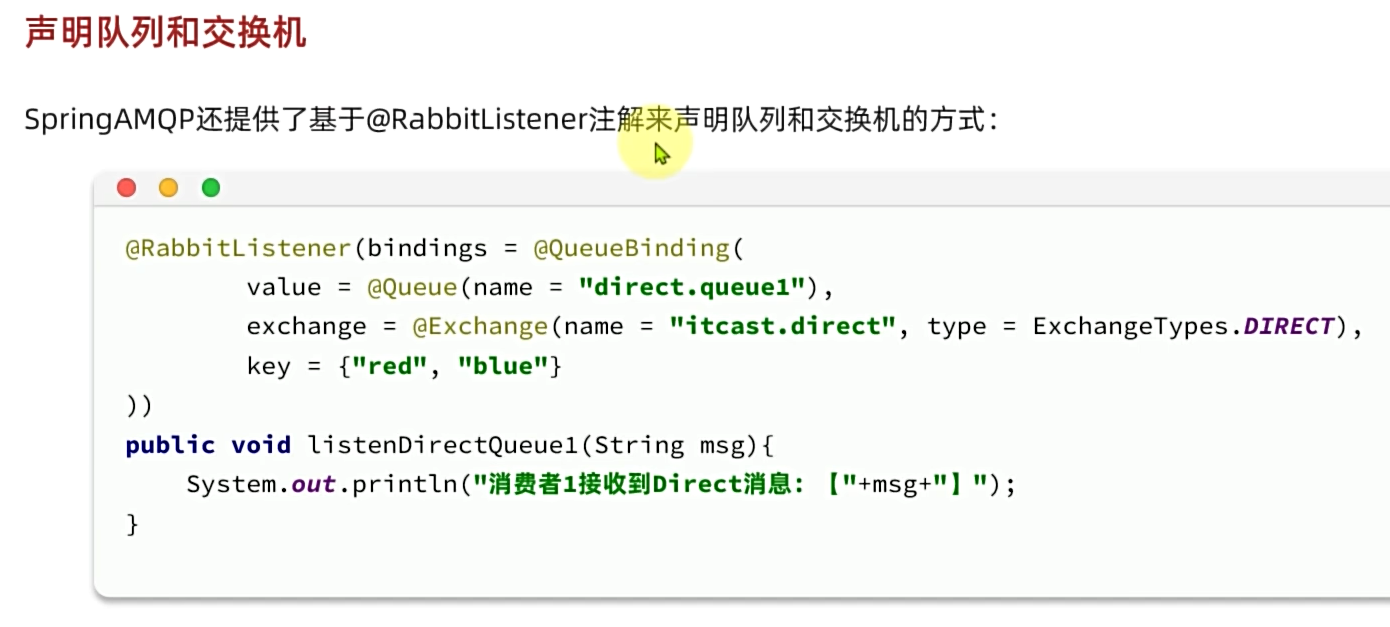 声明队列和交换机
SpringAMQP还提供了基于@RabbitListener注解来声明队列和交换机的方式：
@RabbitListener(bindings = @QueueBinding(
        value = @Queue(name = "direct.queue1"),
        exchange = @Exchange(name = "itcast.direct", type = ExchangeTypes.DIRECT),
        key = {"red", "blue"}
))
public void listenDirectQueue1(String msg){
    System.out.println("消费者1接收到Direct消息：【"+msg+"】");
}